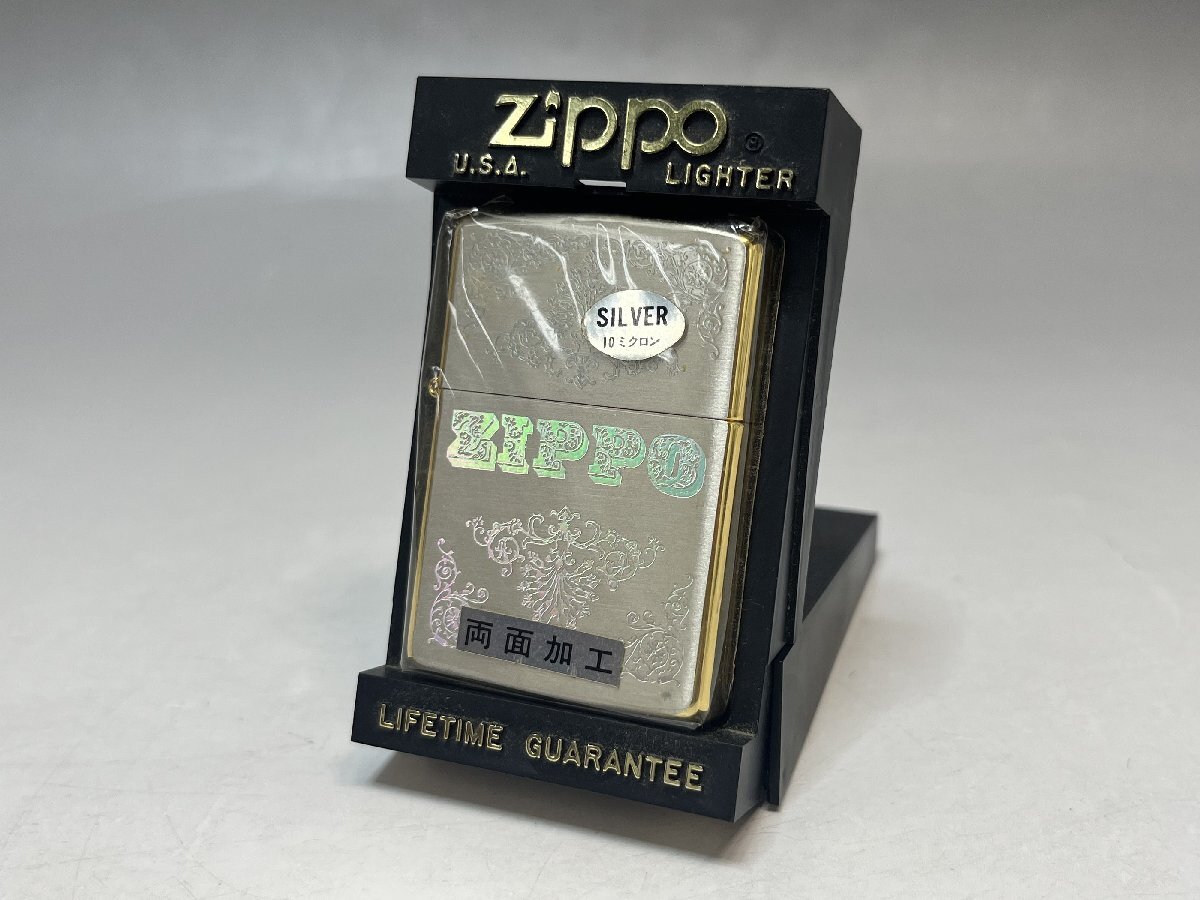 Zippo
U.S.A. LIGHTER
SILVER
10ミクロン
ZIPPO
両面加工
LIFETIME GUARANTEE